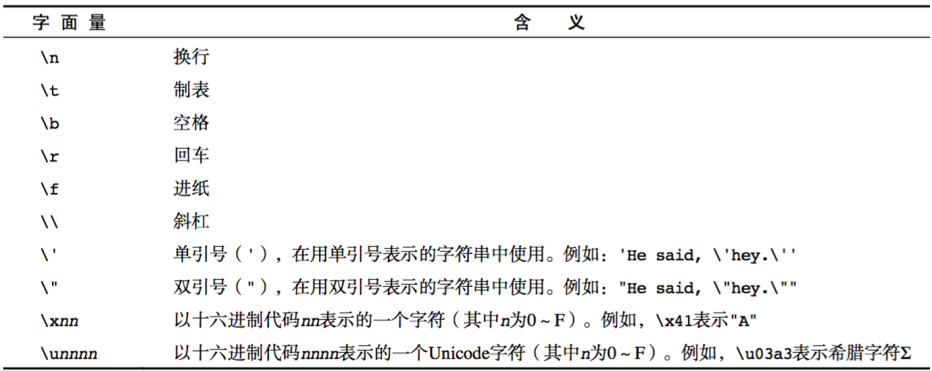 字 面 量 含 义
\n 换行
\t 制表
\b 空格
\r 回车
\f 进纸
\\ 斜杠
\' 单引号（'），在用单引号表示的字符串中使用。例如：'He said, \'hey.\''
\" 双引号（"），在用双引号表示的字符串中使用。例如："He said, \"hey.\""
\xnn 以十六进制代码nn表示的一个字符（其中n为0～F）。例如，\x41表示"A"
\unnnn 以十六进制代码nnnn表示的一个Unicode字符（其中n为0～F）。例如，\u03a3表示希腊字符Σ